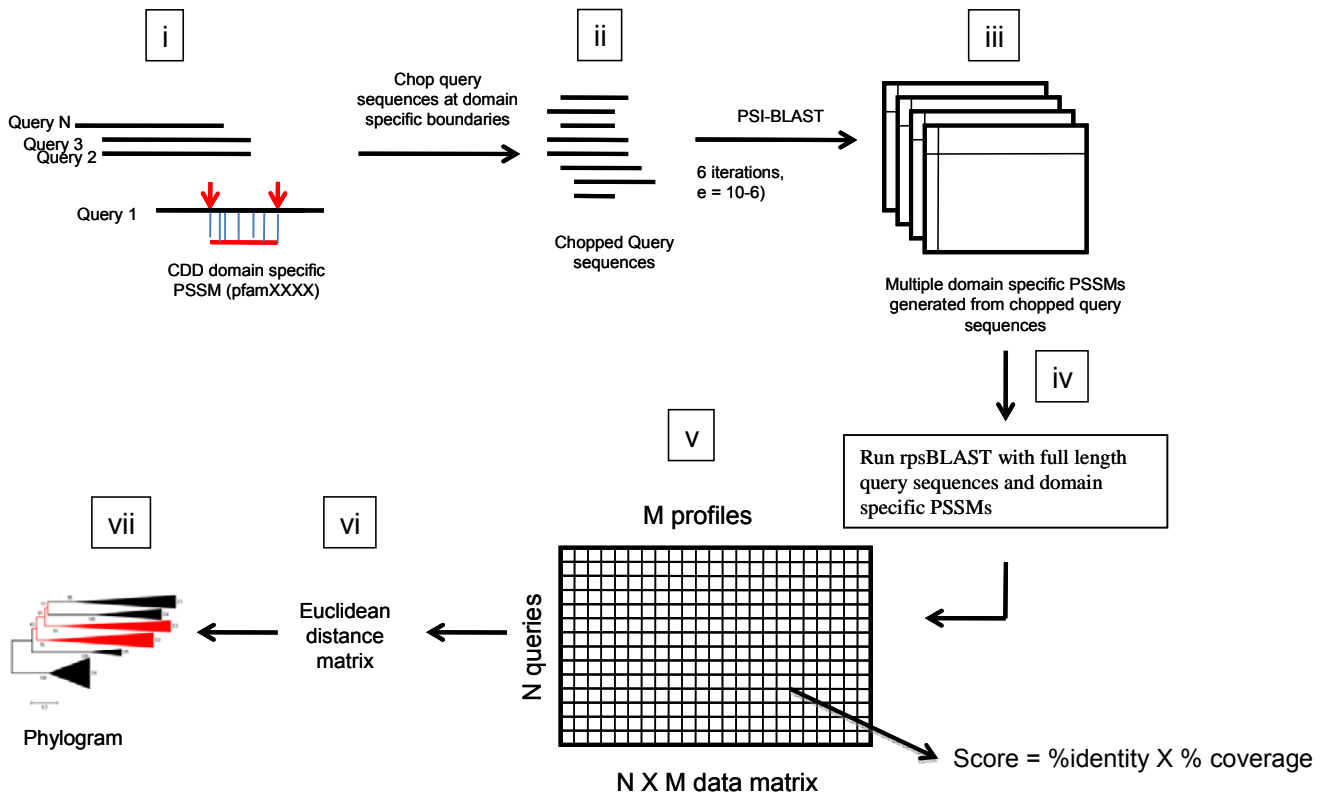 i
Query N
Query 3
Query 2
Query 1
CDD domain specific
PSSM (pfamXXXX)
Chop query
sequences at domain
specific boundaries
ii
Chopped Query
sequences
PSI-BLAST
6 iterations,
e = 10-6)
iii
Multiple domain specific PSSMs
generated from chopped query
sequences
iv
Run rpsBLAST with full length
query sequences and domain
specific PSSMs
v
M profiles
N queries
N X M data matrix
Score = %identity X % coverage
vi
Euclidean
distance
matrix
vii
Phylogram